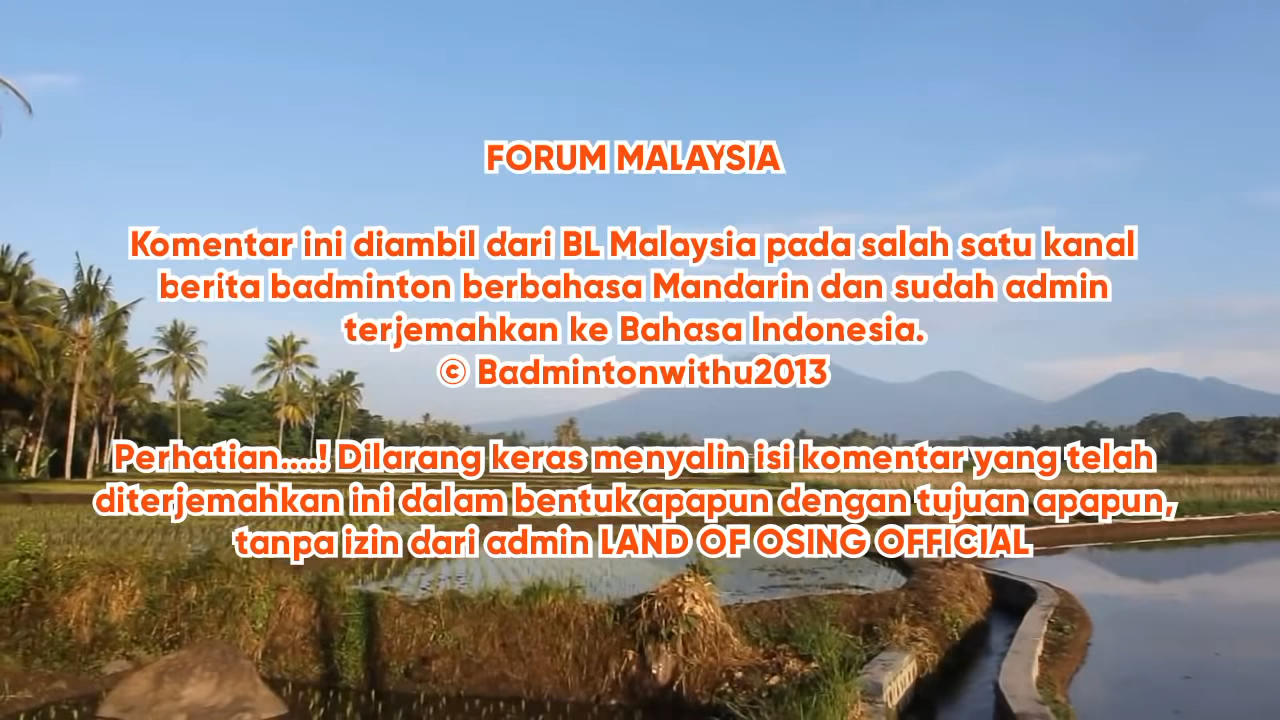 FORUM MALAYSIA
Komentar ini diambil dari BL Malaysia pada salah satu kanal
berita badminton berbahasa Mandarin dan sudah admin
terjemahkan ke Bahasa Indonesia.
© Badmintonwithu2013
Perhatian....! Dilarang keras menyalin isi komentar yang telah
diterjemahkan ini dalam bentuk apapun dengan tujuan apapun,
tanpa izin dari admin LAND OF OSING OFFICIAL